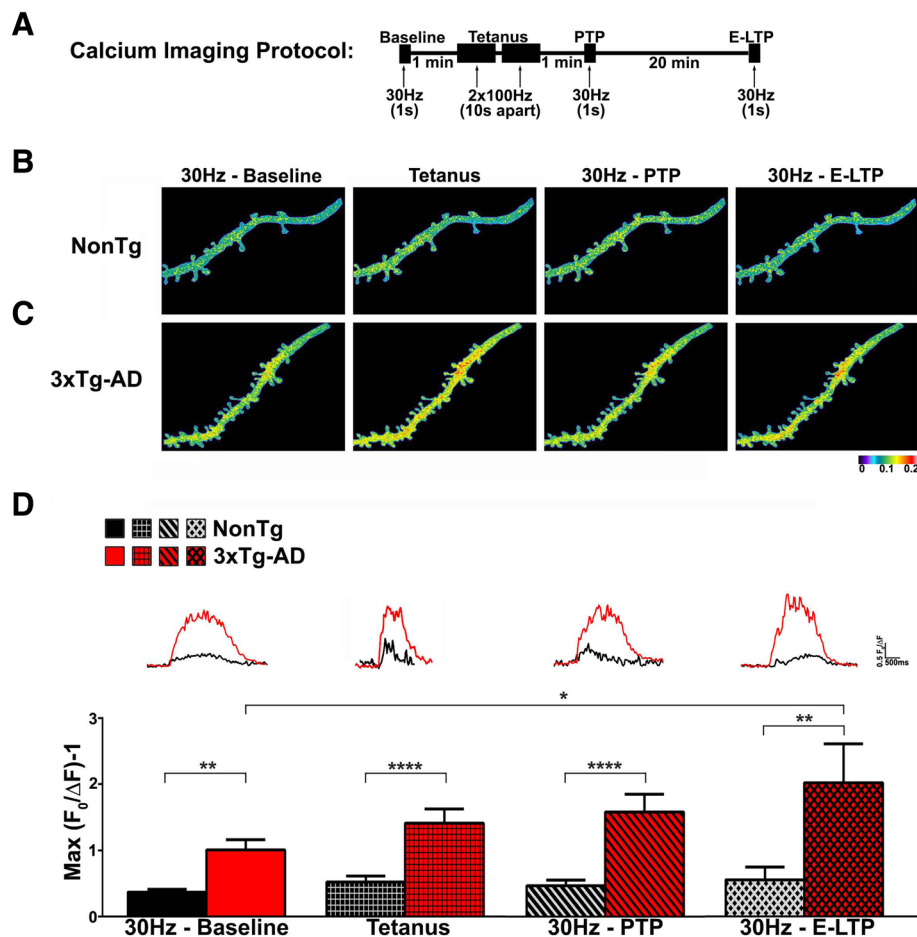 A
Calcium Imaging Protocol:
Baseline Tetanus PTP E-LTP
1 min 1 min 20 min
30Hz 2x100Hz 30Hz 30Hz
(1s) (10s apart) (1s) (1s)
B
30Hz - Baseline Tetanus 30Hz - PTP 30Hz - E-LTP
NonTg
C
3xTg-AD
0 0.1 0.2
D
NonTg
3xTg-AD
0.5 F₀/ΔF
500ms
*
** **** **** **
Max (F₀/ΔF)-1
3
2
1
0
30Hz - Baseline Tetanus 30Hz - PTP 30Hz - E-LTP